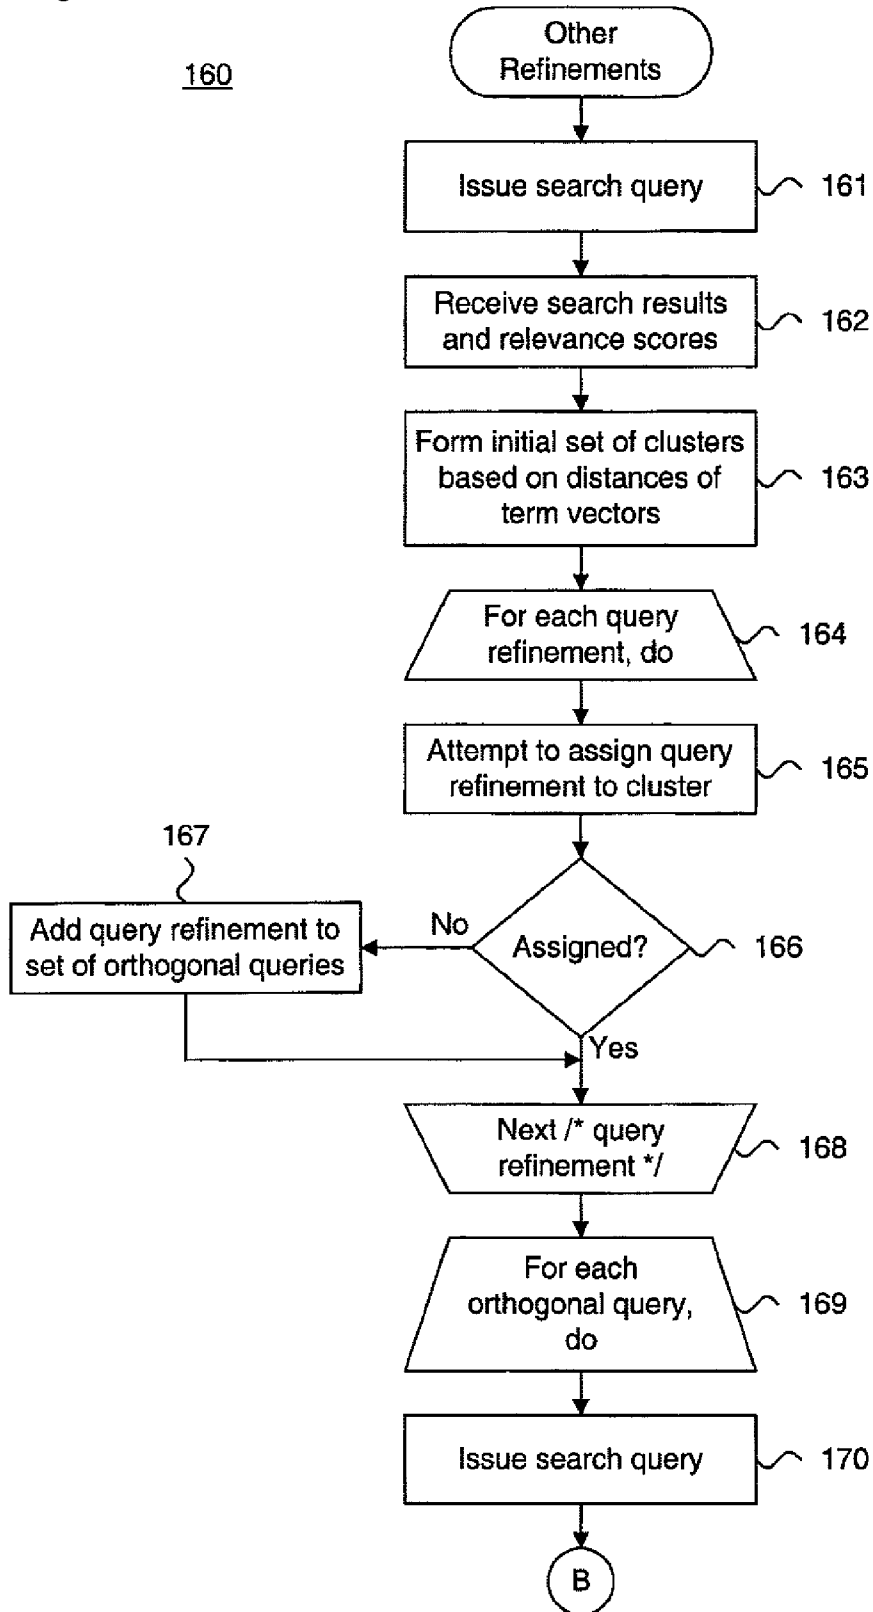 Other
Refinements
160
Issue search query
161
Receive search results
and relevance scores
162
Form initial set of clusters
based on distances of
term vectors
163
For each query
refinement, do
164
Attempt to assign query
refinement to cluster
165
167
Add query refinement to
set of orthogonal queries
No
Assigned?
166
Yes
Next /* query
refinement */
168
For each
orthogonal query,
do
169
Issue search query
170
B